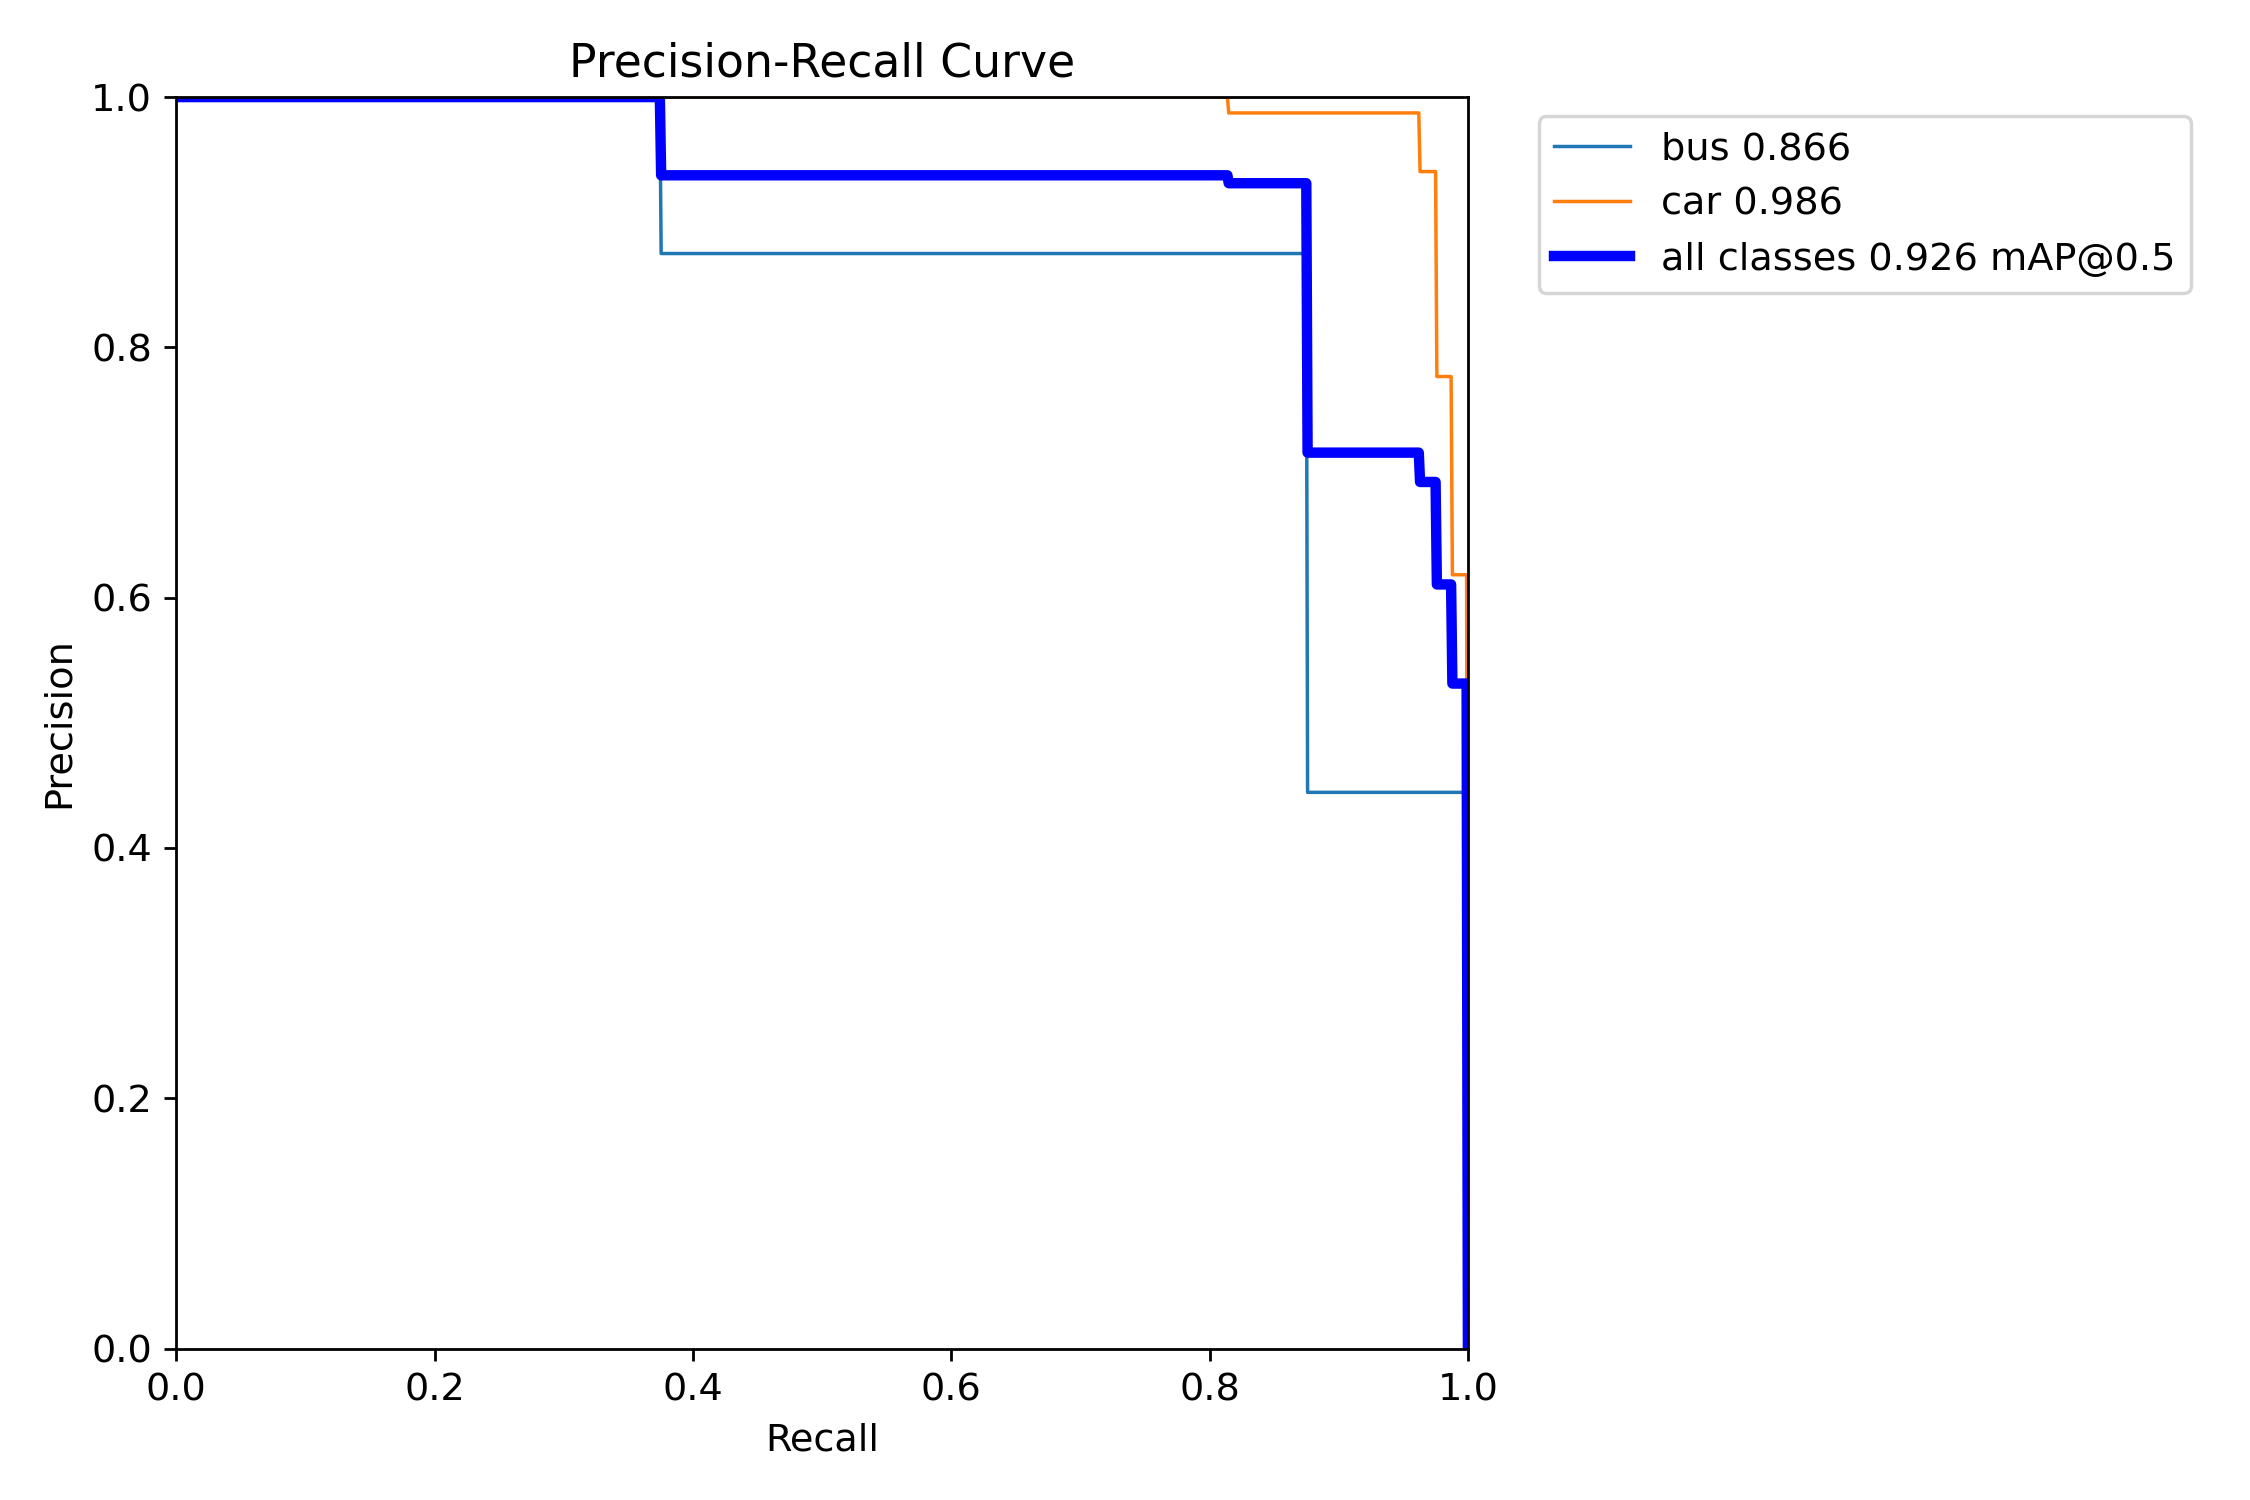 Precision-Recall Curve
bus 0.866
car 0.986
all classes 0.926 mAP@0.5
1.0
0.8
0.6
0.4
0.2
0.0
Precision
0.0 0.2 0.4 0.6 0.8 1.0
Recall